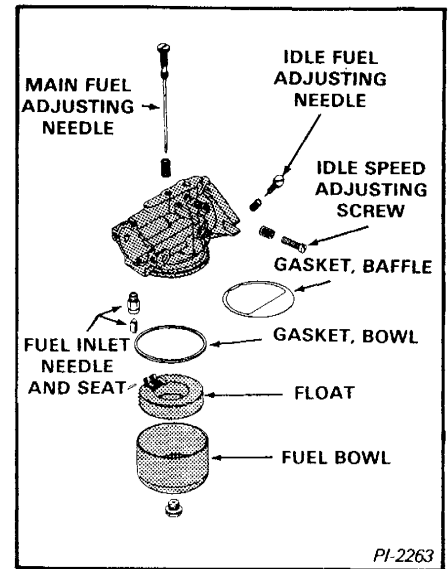 MAIN FUEL
ADJUSTING
NEEDLE
IDLE FUEL
ADJUSTING
NEEDLE
IDLE SPEED
ADJUSTING
SCREW
GASKET, BAFFLE
GASKET, BOWL
FUEL INLET
NEEDLE
AND SEAT
FLOAT
FUEL BOWL
PI-2263